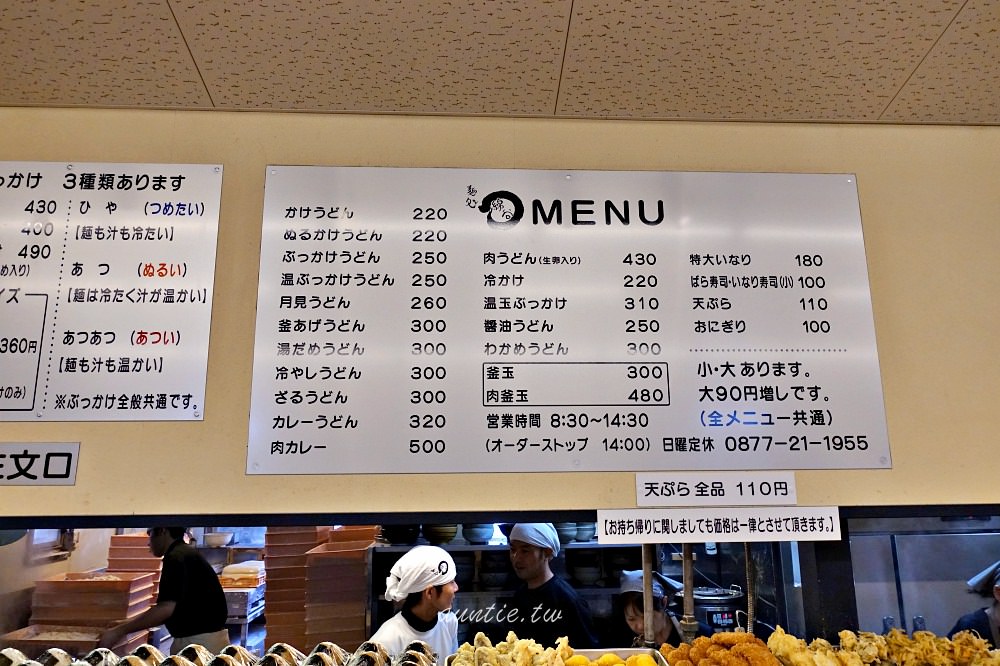 っかけ 3種類あります
430 ひや (つめたい)
400 【麺も汁も冷たい】
490
め入り) あつ (ぬるい)
イズ 【麺は冷たく汁が温かい】
360円 あつあつ (あつい)
【麺も汁も温かい】
けのみ) ※ぶっかけ全般共通です。
文口
麺処 綿谷 MENU
かけうどん 220
ぬるかけうどん 220
ぶっかけうどん 250
温ぶっかけうどん 250
月見うどん 260
釜あげうどん 300
湯だめうどん 300
冷やしうどん 300
ざるうどん 300
カレーうどん 320
肉カレー 500
肉うどん(生卵入り) 430
冷かけ 220
温玉ぶっかけ 310
醤油うどん 250
わかめうどん 300
釜玉 300
肉釜玉 480
営業時間 8:30~14:30
(オーダーストップ 14:00) 日曜定休 0877-21-1955
特大いなり 180
ばら寿司・いなり寿司(小) 100
天ぷら 110
おにぎり 100
小・大 あります。
大90円増しです。
(全メニュー共通)
天ぷら 全品 110円
【お持ち帰りに関しましても価格は一律とさせて頂きます。】
auntie.tw